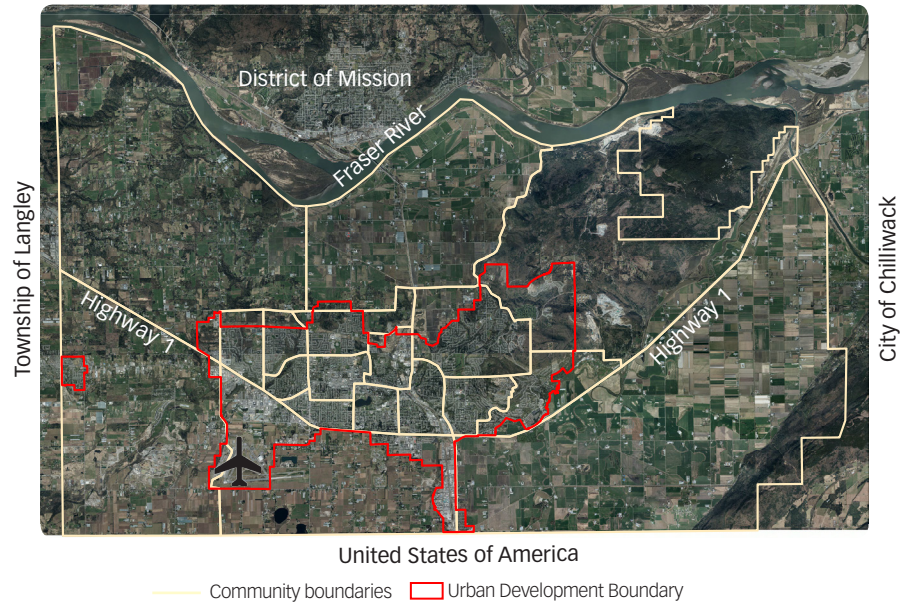 District of Mission
Fraser River
Township of Langley
City of Chilliwack
Highway 1
Highway 1
United States of America
Community boundaries
Urban Development Boundary